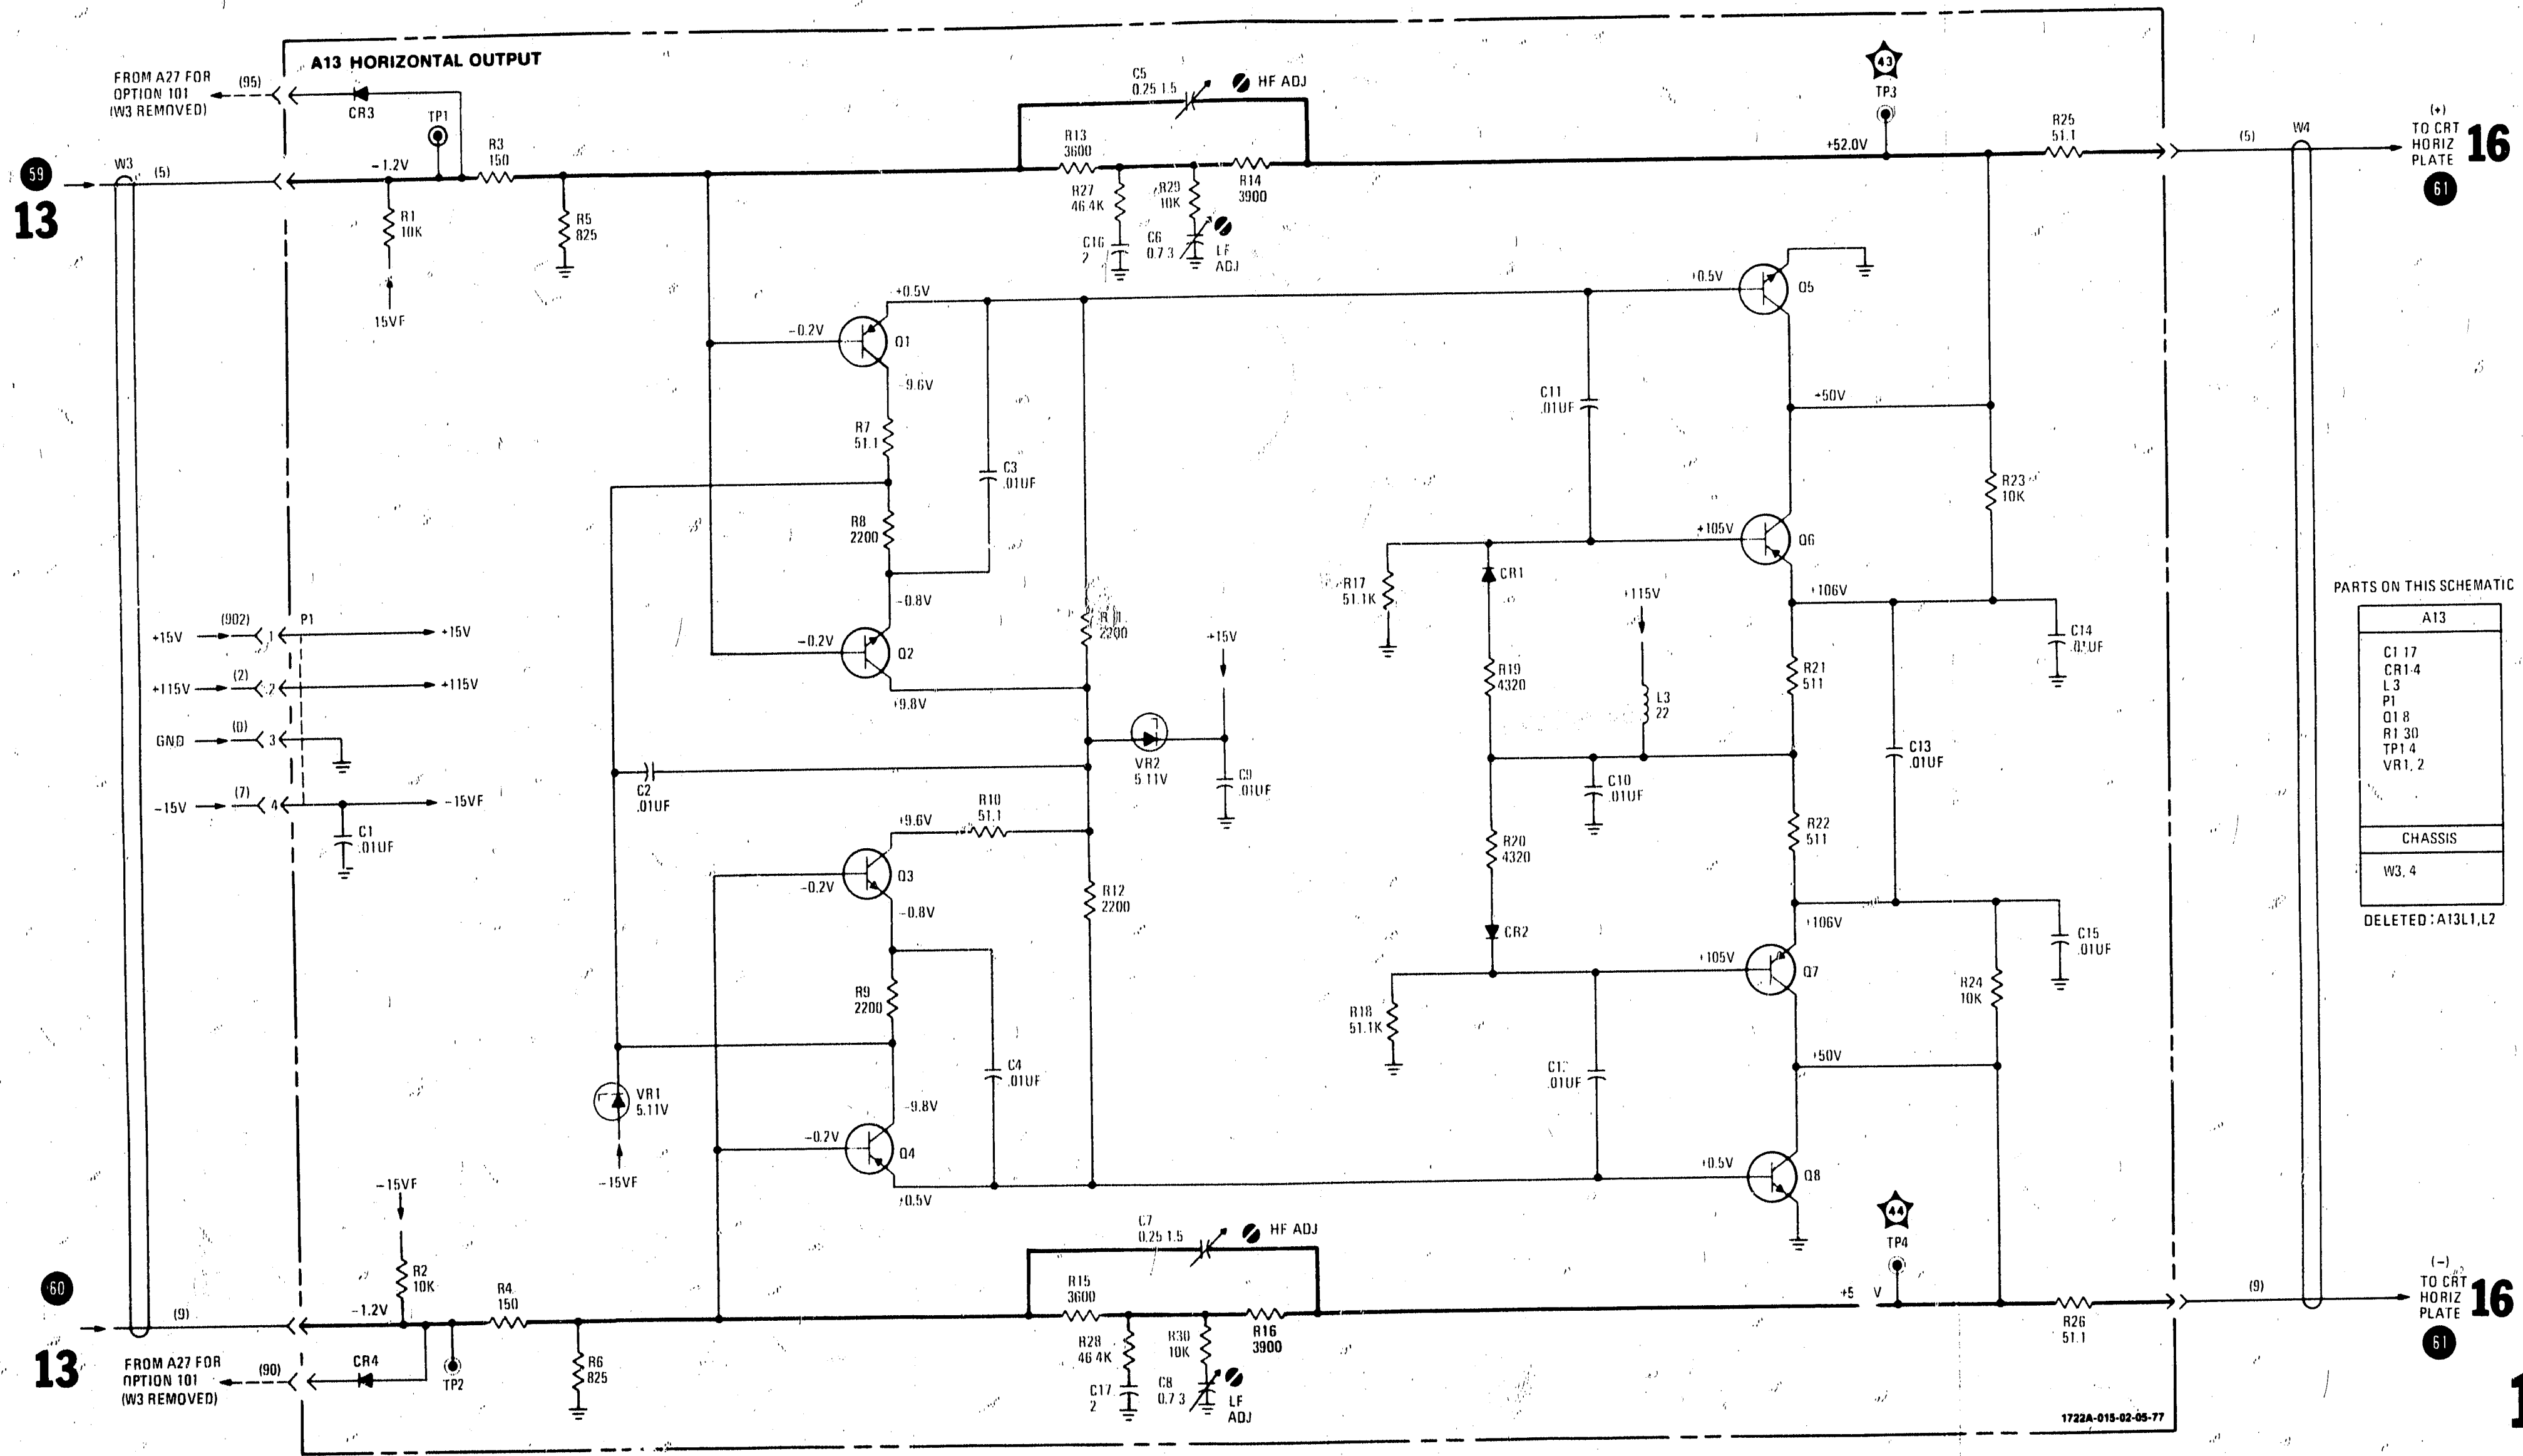 A13 HORIZONTAL OUTPUT
FROM A27 FOR
OPTION 101
(W3 REMOVED)
(95)
CR3
TP1
59
13
W3
(5)
-1.2V
R3
150
R1
10K
15VF
R5
825
C5
0.25 1.5
HF ADJ
R13
3600
R27
46.4K
C16
2
R29
10K
C6
0.7 3
LF
ADJ
R14
3900
43
TP3
+52.0V
R25
51.1
(5)
W4
(+)
TO CRT
HORIZ
PLATE
16
61
+0.5V
-0.2V
Q1
-9.6V
R7
51.1
C3
.01UF
R8
2200
-0.8V
-0.2V
Q2
+9.8V
2200
+0.5V
Q5
C11
.01UF
+50V
R23
10K
+105V
Q6
R17
51.1K
CR1
+106V
C14
.01UF
+115V
R19
4320
L3
22
R21
511
C13
.01UF
+15V
(902)
1
P1
+15V
+115V
(2)
2
+115V
GND
(0)
3
-15V
(7)
4
-15VF
C1
.01UF
C2
.01UF
+15V
VR2
5.11V
C9
.01UF
C10
.01UF
R10
51.1
+9.6V
-0.2V
Q3
-0.8V
R12
2200
R20
4320
R22
511
CR2
+106V
C15
.01UF
+105V
Q7
R24
10K
R18
51.1K
R9
2200
C4
.01UF
.01UF
+50V
VR1
5.11V
-15VF
-9.8V
-0.2V
Q4
+0.5V
+0.5V
Q8
-15VF
R2
10K
60
13
(9)
-1.2V
R4
150
FROM A27 FOR
OPTION 101
(W3 REMOVED)
(90)
CR4
TP2
R6
825
C7
0.25 1.5
HF ADJ
R15
3600
R28
46.4K
C17
2
R30
10K
C8
0.7 3
LF
ADJ
R16
3900
44
TP4
+5 V
R26
51.1
(9)
(-)
TO CRT
HORIZ
PLATE
16
61
PARTS ON THIS SCHEMATIC
A13
C1 17
CR1-4
L3
P1
Q1 8
R1 30
TP1 4
VR1, 2
CHASSIS
W3, 4
DELETED: A13L1,L2
1722A-015-02-05-77